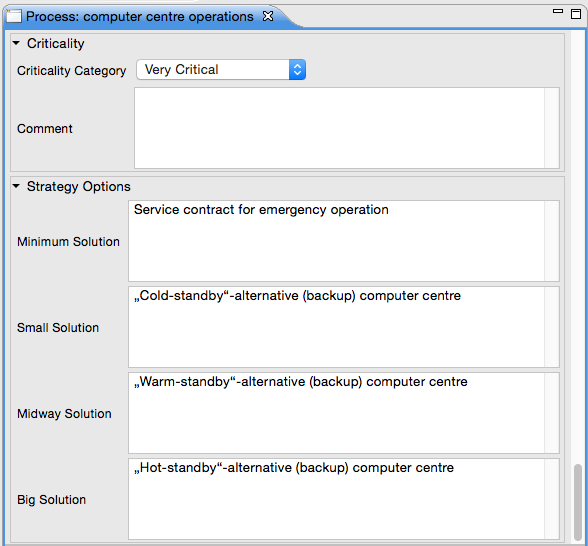 Process: computer centre operations
Criticality
Criticality Category Very Critical
Comment
Strategy Options
Service contract for emergency operation
Minimum Solution
„Cold-standby“-alternative (backup) computer centre
Small Solution
„Warm-standby“-alternative (backup) computer centre
Midway Solution
„Hot-standby“-alternative (backup) computer centre
Big Solution